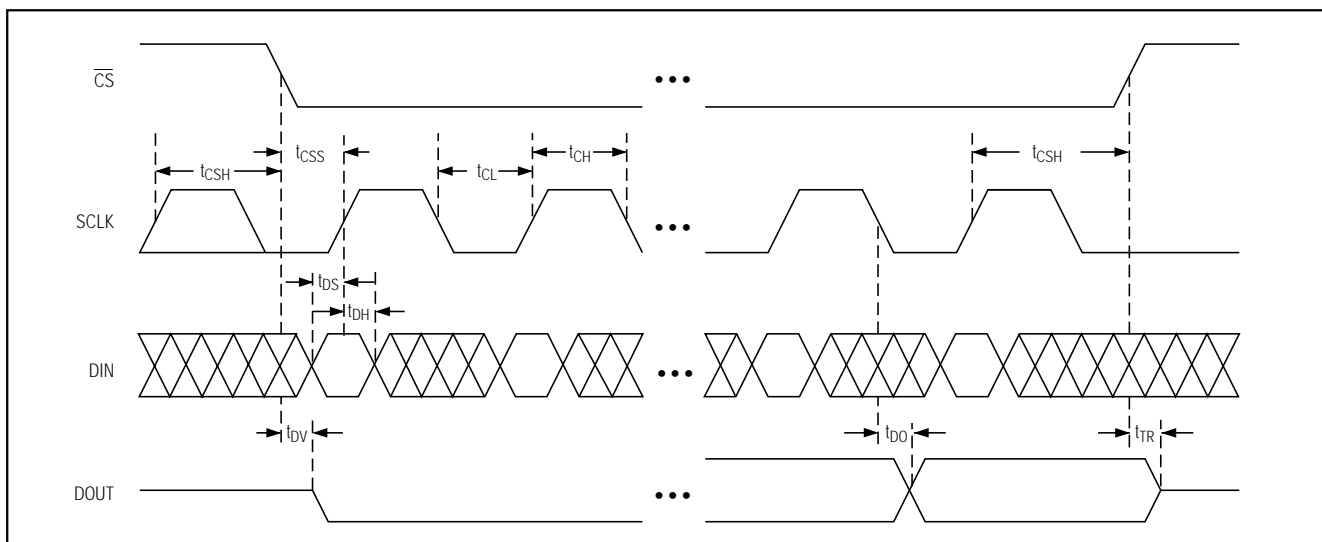 CS
•••
tCSS
tCH
tCSH
tCL
tCSH
SCLK
•••
tDS
tDH
DIN
•••
tDV
tDO
tTR
DOUT
•••